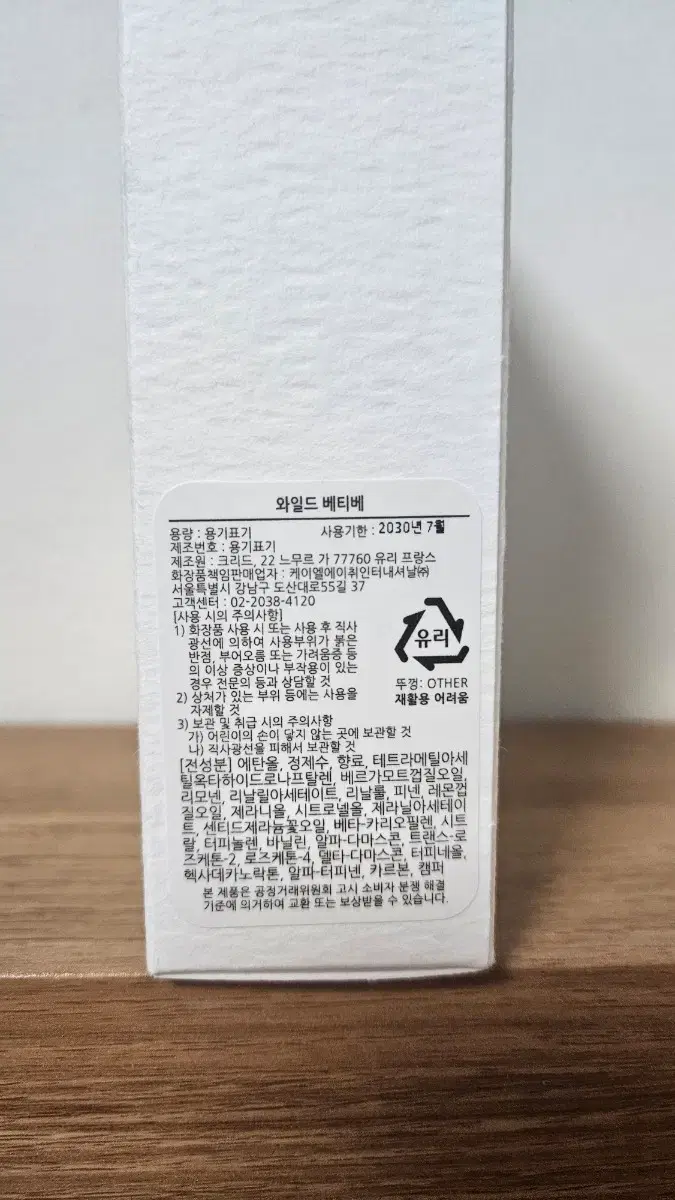 와일드 베티베
용량 : 용기표기 사용기한 : 2030년 7월
제조번호 : 용기표기
제조원 : 크리드, 22 느무르 가 77760 유리 프랑스
화장품책임판매업자 : 케이엘에이취인터내셔날㈜
서울특별시 강남구 도산대로55길 37
고객센터 : 02-2038-4120
[사용 시의 주의사항]
1) 화장품 사용 시 또는 사용 후 직사
광선에 의하여 사용부위가 붉은
반점, 부어오름 또는 가려움증 등
의 이상 증상이나 부작용이 있는
경우 전문의 등과 상담할 것
2) 상처가 있는 부위 등에는 사용을
자제할 것
3) 보관 및 취급 시의 주의사항
가) 어린이의 손이 닿지 않는 곳에 보관할 것
나) 직사광선을 피해서 보관할 것
유리
뚜껑: OTHER
재활용 어려움
[전성분] 에탄올, 정제수, 향료, 테트라메틸아세
틸옥타하이드로나프탈렌, 베르가모트껍질오일,
리모넨, 리날릴아세테이트, 리날룰, 피넨, 레몬껍
질오일, 제라니올, 시트로넬올, 제라닐아세테이
트, 센티드제라늄꽃오일, 베타-카리오필렌, 시트
랄, 터피놀렌, 바닐린, 알파-다마스콘, 트랜스-로
즈케톤-2, 로즈케톤-4, 델타-다마스콘, 터피네올,
헥사데카노락톤, 알파-터피넨, 카르본, 캠퍼
본 제품은 공정거래위원회 고시 소비자 분쟁 해결
기준에 의거하여 교환 또는 보상받을 수 있습니다.